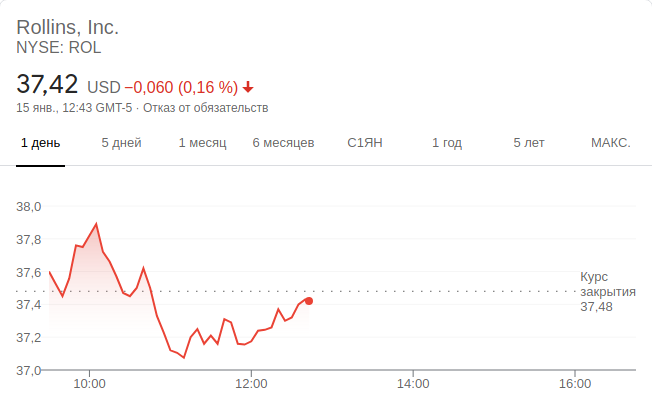 Rollins, Inc.
NYSE: ROL
37,42 USD −0,060 (0,16 %)
15 янв., 12:43 GMT-5 · Отказ от обязательств
1 день 5 дней 1 месяц 6 месяцев С1ЯН 1 год 5 лет МАКС.
38,0
37,8
37,6
37,4
37,2
37,0
Курс
закрытия
37,48
10:00 12:00 14:00 16:00